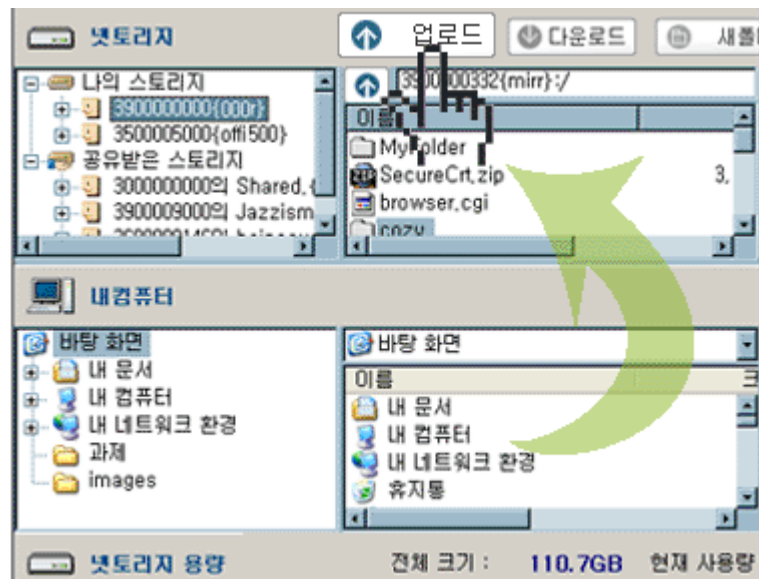 넷토리지
업로드
다운로드
나의 스토리지
3900000000{000r}
3500005000{offi500}
공유받은 스토리지
3000000000의 Shared,
3900009000의 Jazzism
3900000332{mirr}:/
이름
MyFolder
SecureCrt,zip 3,
browser,cgi
cozy
내컴퓨터
바탕 화면
내 문서
내 컴퓨터
내 네트워크 환경
과제
images
바탕 화면
이름
내 문서
내 컴퓨터
내 네트워크 환경
휴지통
넷토리지 용량 전체 크기 : 110.7GB 현재 사용량